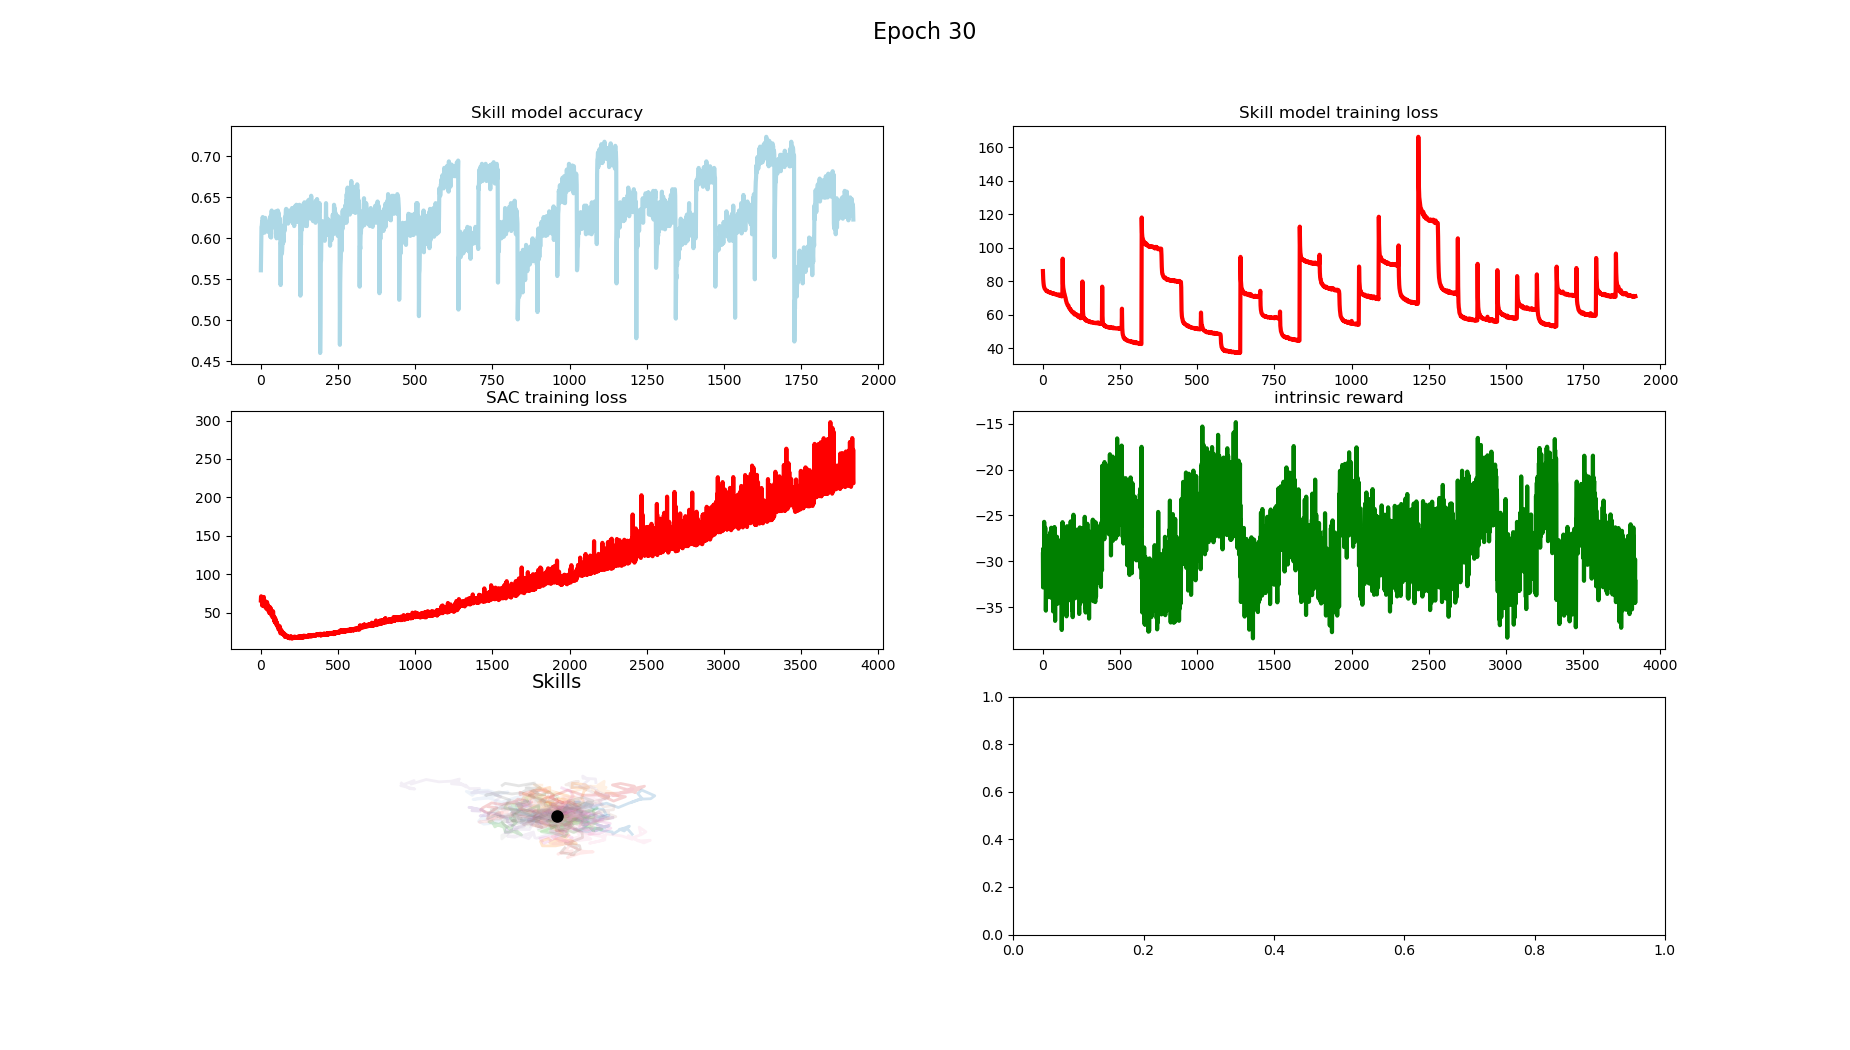 Epoch 30
Skill model accuracy
0.70
0.65
0.60
0.55
0.50
0.45
0 250 500 750 1000 1250 1500 1750 2000
Skill model training loss
160
140
120
100
80
60
40
0 250 500 750 1000 1250 1500 1750 2000
SAC training loss
300
250
200
150
100
50
0 500 1000 1500 2000 2500 3000 3500 4000
intrinsic reward
−15
−20
−25
−30
−35
0 500 1000 1500 2000 2500 3000 3500 4000
Skills
1.0
0.8
0.6
0.4
0.2
0.0
0.0 0.2 0.4 0.6 0.8 1.0